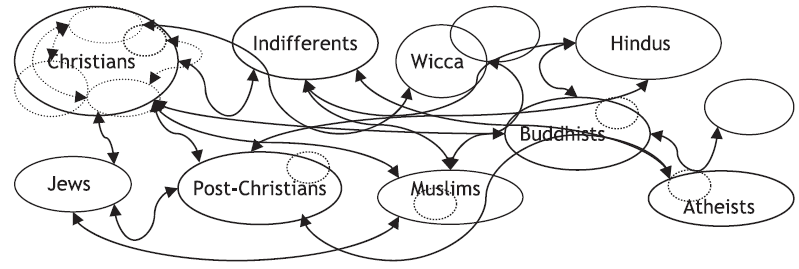 Christians
Indifferents
Wicca
Hindus
Buddhists
Jews
Post-Christians
Muslims
Atheists